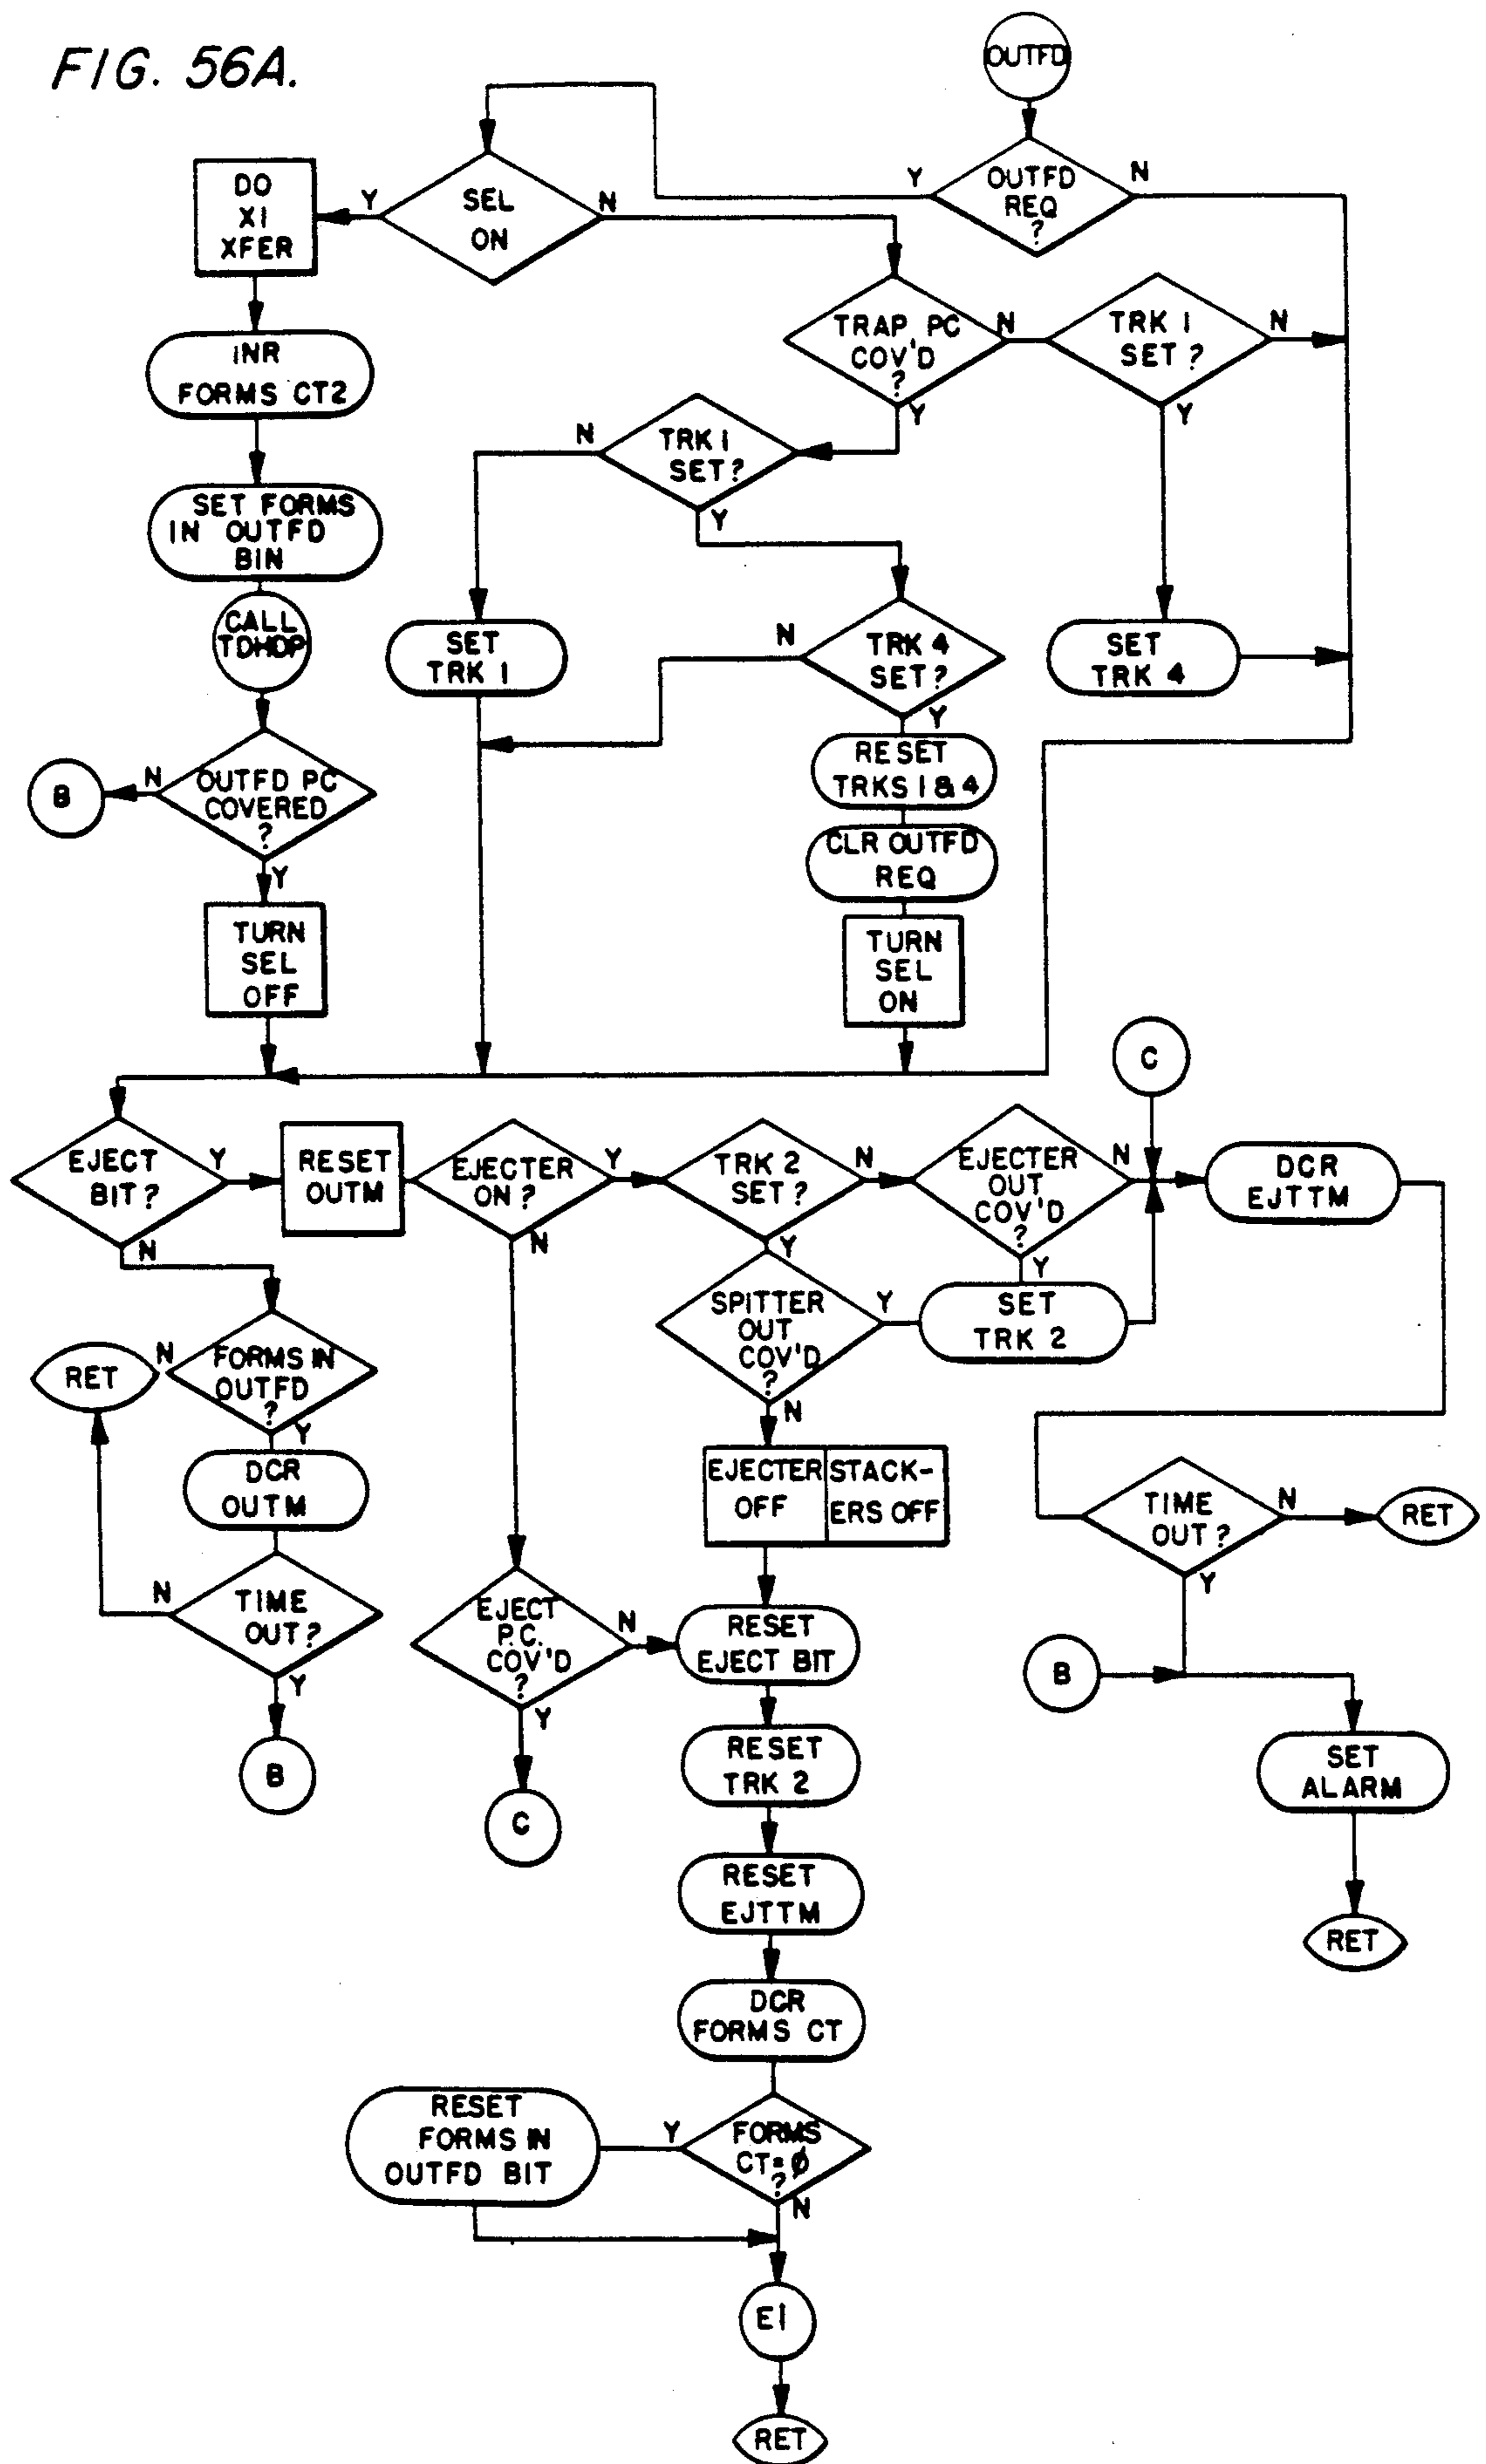 FIG. 56A.
OUTFD
OUTFD
REQ
?
Y
N
SEL
ON
Y
N
DO
X1
XFER
INR
FORMS CT2
SET FORMS
IN OUTFD
BIN
CALL
TDHDP
OUTFD PC
COVERED
?
N
Y
B
TURN
SEL
OFF
TRAP PC
COV'D
?
N
Y
TRK 1
SET?
N
Y
TRK 1
SET?
N
Y
SET
TRK 1
TRK 4
SET?
N
Y
SET
TRK 4
RESET
TRKS 1 & 4
CLR OUTFD
REQ
TURN
SEL
ON
C
EJECT
BIT?
Y
N
RESET
OUTM
EJECTER
ON?
Y
N
TRK 2
SET?
N
Y
EJECTER
OUT
COV'D
?
N
Y
DCR
EJTTM
SPITTER
OUT
COV'D
?
Y
N
SET
TRK 2
RET
FORMS IN
OUTFD
?
N
Y
DCR
OUTM
TIME
OUT?
N
Y
B
EJECTER
OFF
STACK-
ERS OFF
TIME
OUT?
N
Y
RET
EJECT
P.C.
COV'D
?
N
Y
C
RESET
EJECT BIT
B
RESET
TRK 2
SET
ALARM
RESET
EJTTM
RET
DCR
FORMS CT
FORMS
CT=Ø
?
Y
N
RESET
FORMS IN
OUTFD BIT
E1
RET